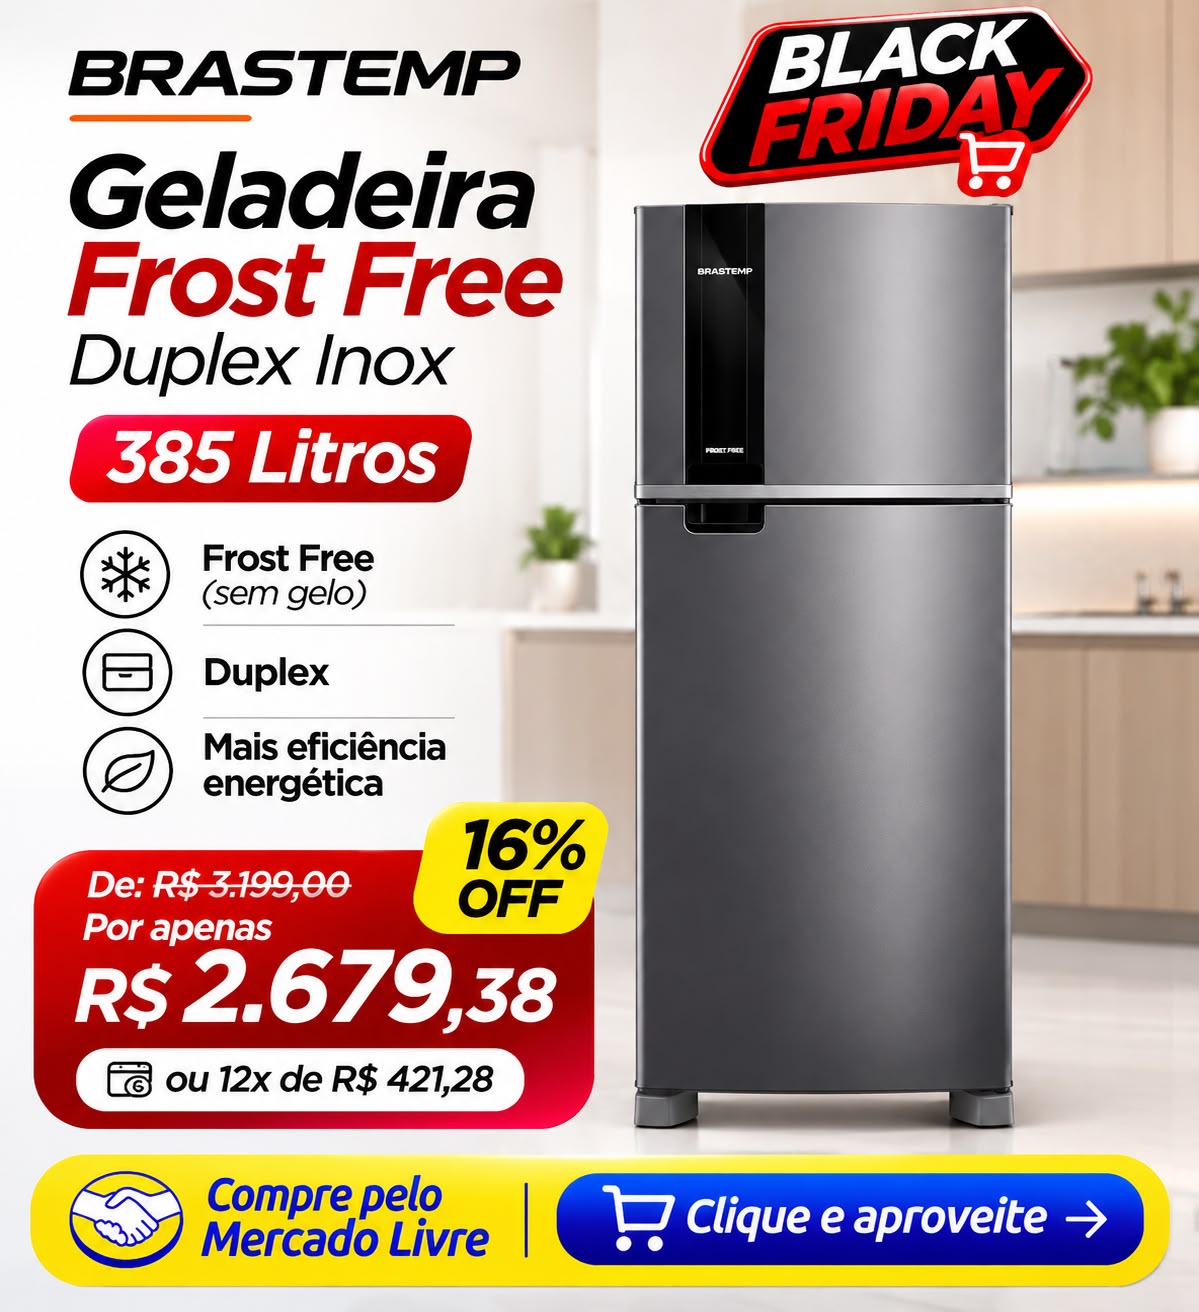 BRASTEMP
BLACK
FRIDAY
Geladeira
Frost Free
Duplex Inox
385 Litros
Frost Free
(sem gelo)
Duplex
Mais eficiência
energética
BRASTEMP
FROST FREE
16%
OFF
De: R$ 3.199,00
Por apenas
R$ 2.679,38
6
ou 12x de R$ 421,28
Compre pelo
Mercado Livre
Clique e aproveite